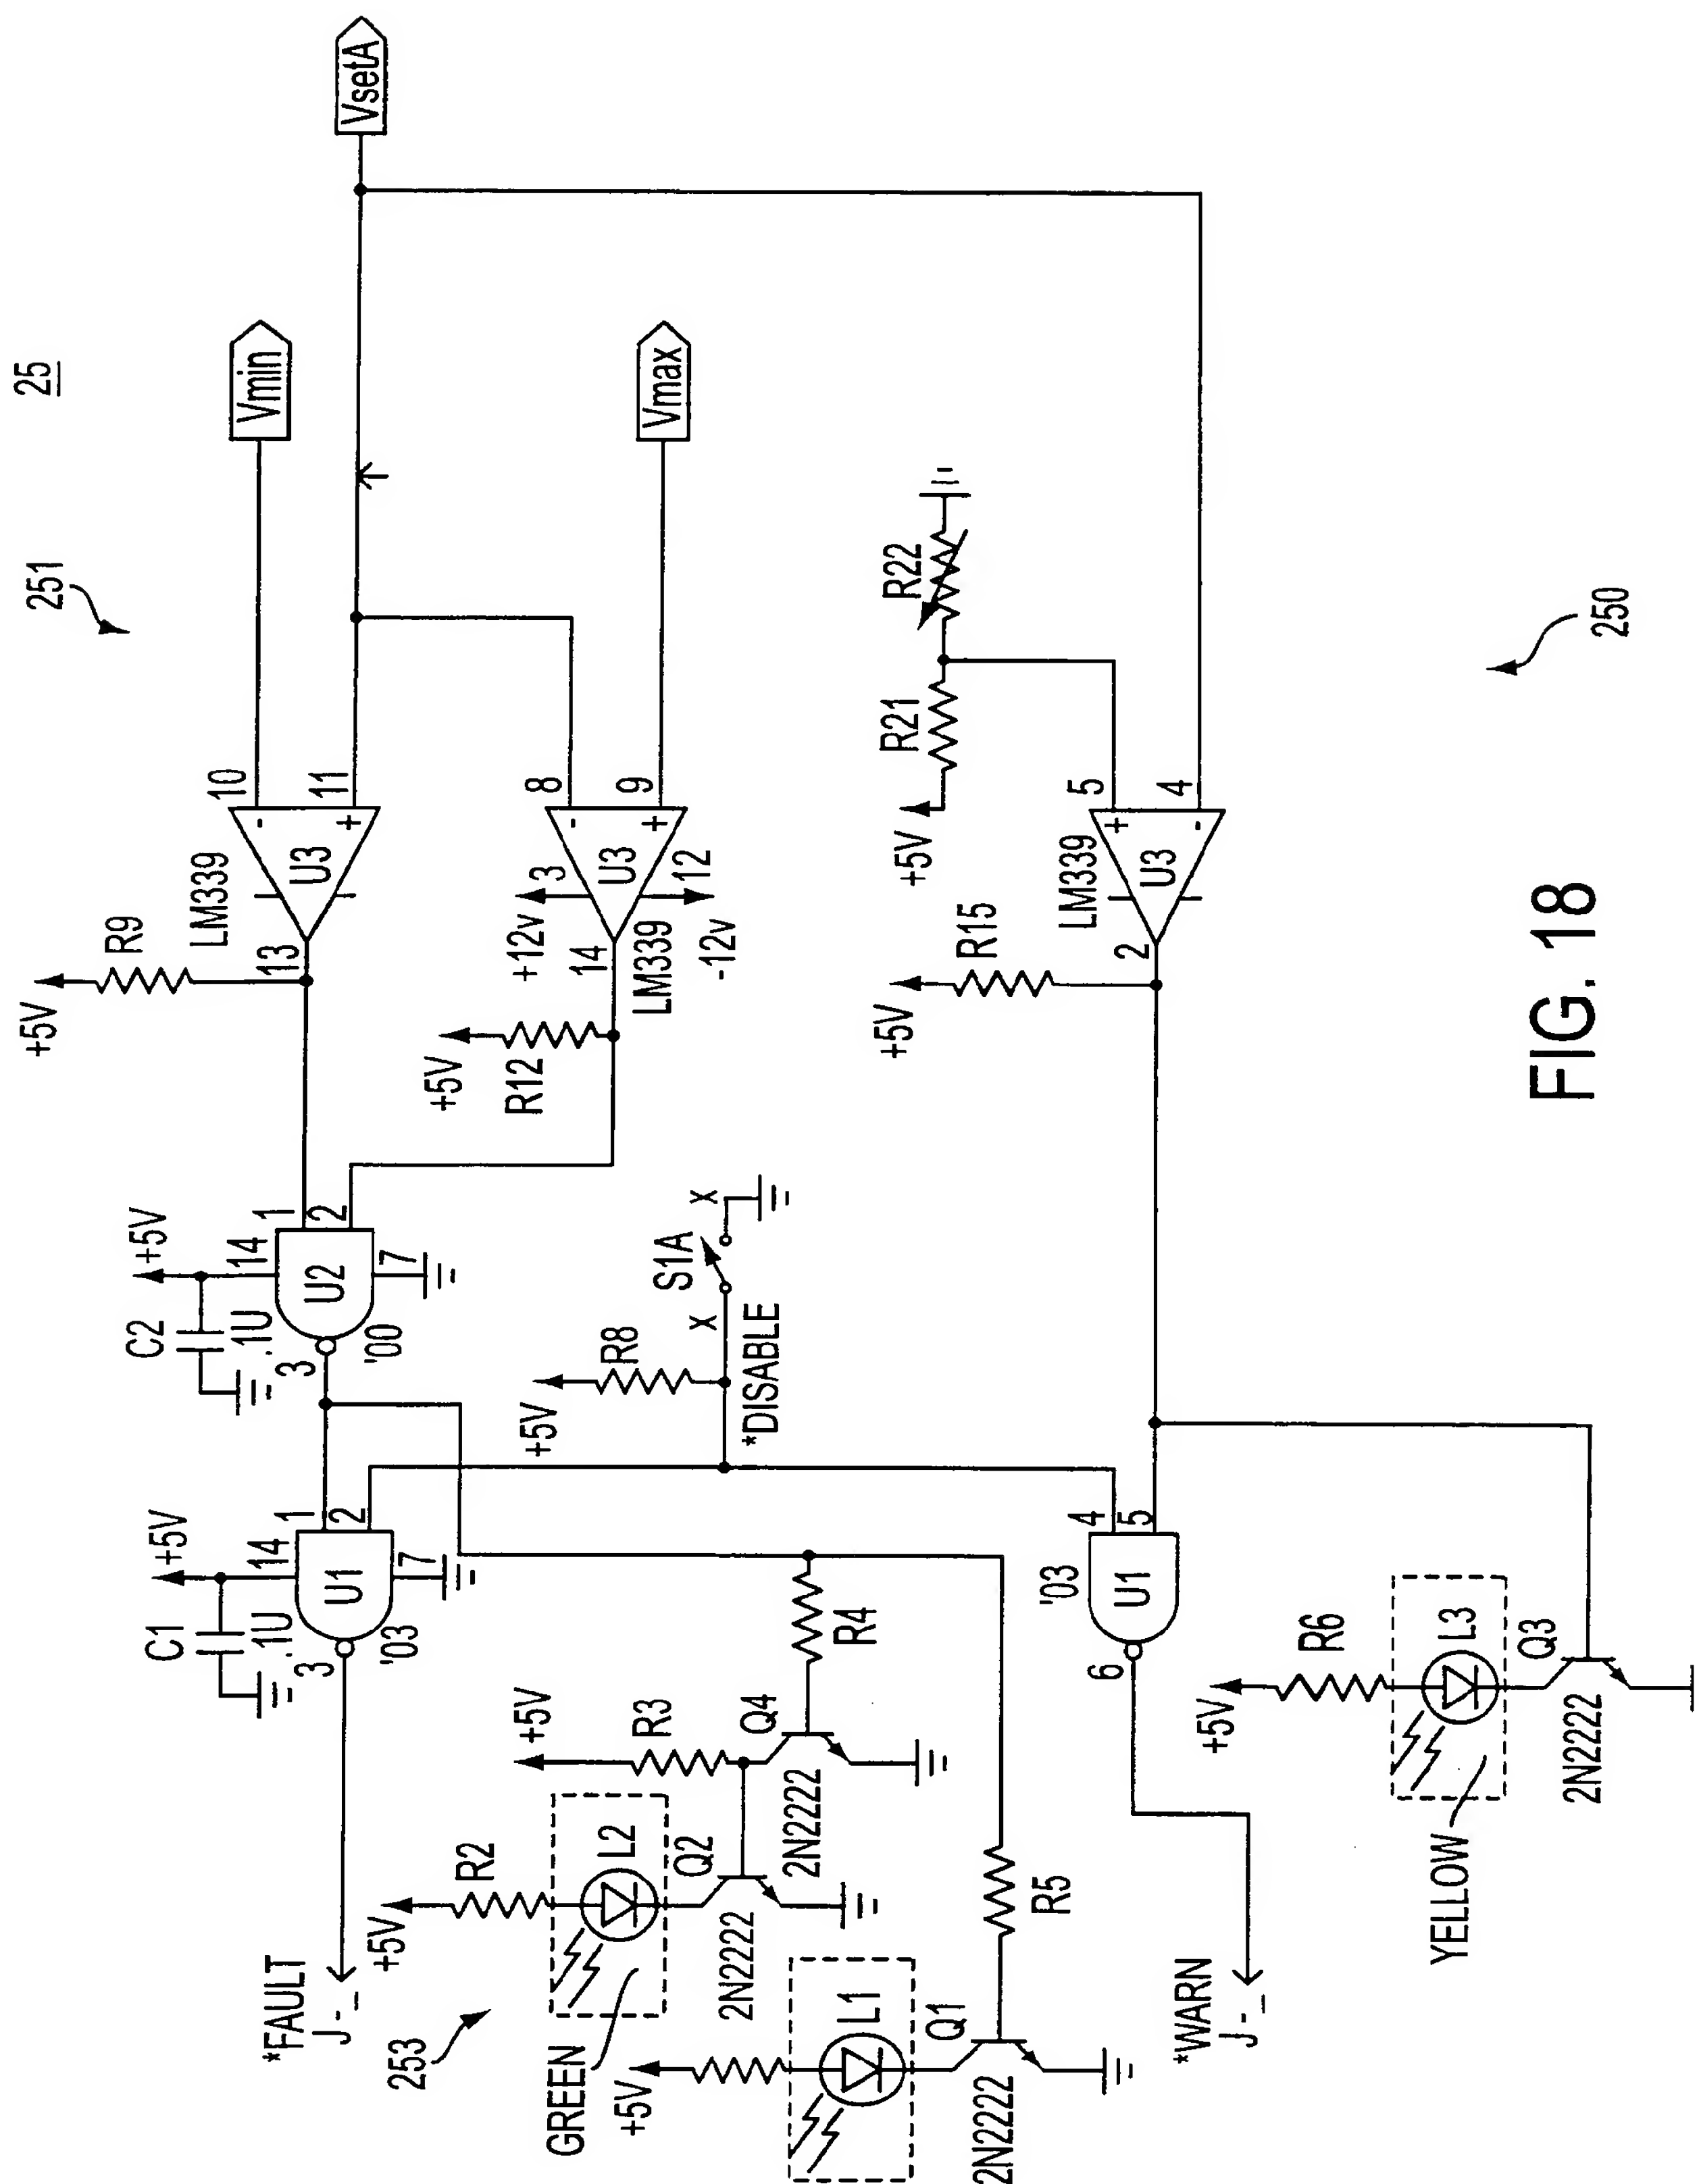 25
251
VsetA
Vmin
Vmax
10
11
-
+
U3
LM339
13
R9
+5V
8
9
-
+
3
U3
12
+12v
-12v
14
LM339
R12
+5V
R22
R21
+5V
5
4
+
-
U3
LM339
2
R15
+5V
250
1
2
14
7
U2
3
'00
+5V
C2
.1U
S1A
X
X
R8
+5V
*DISABLE
1
2
14
7
U1
3
'03
+5V
C1
.1U
4
5
'03
U1
6
R4
Q4
2N2222
R3
+5V
Q2
2N2222
L2
R2
+5V
GREEN
253
*FAULT
J-_
R5
Q1
2N2222
L1
+5V
*WARN
J-_
R6
+5V
L3
Q3
2N2222
YELLOW
FIG. 18